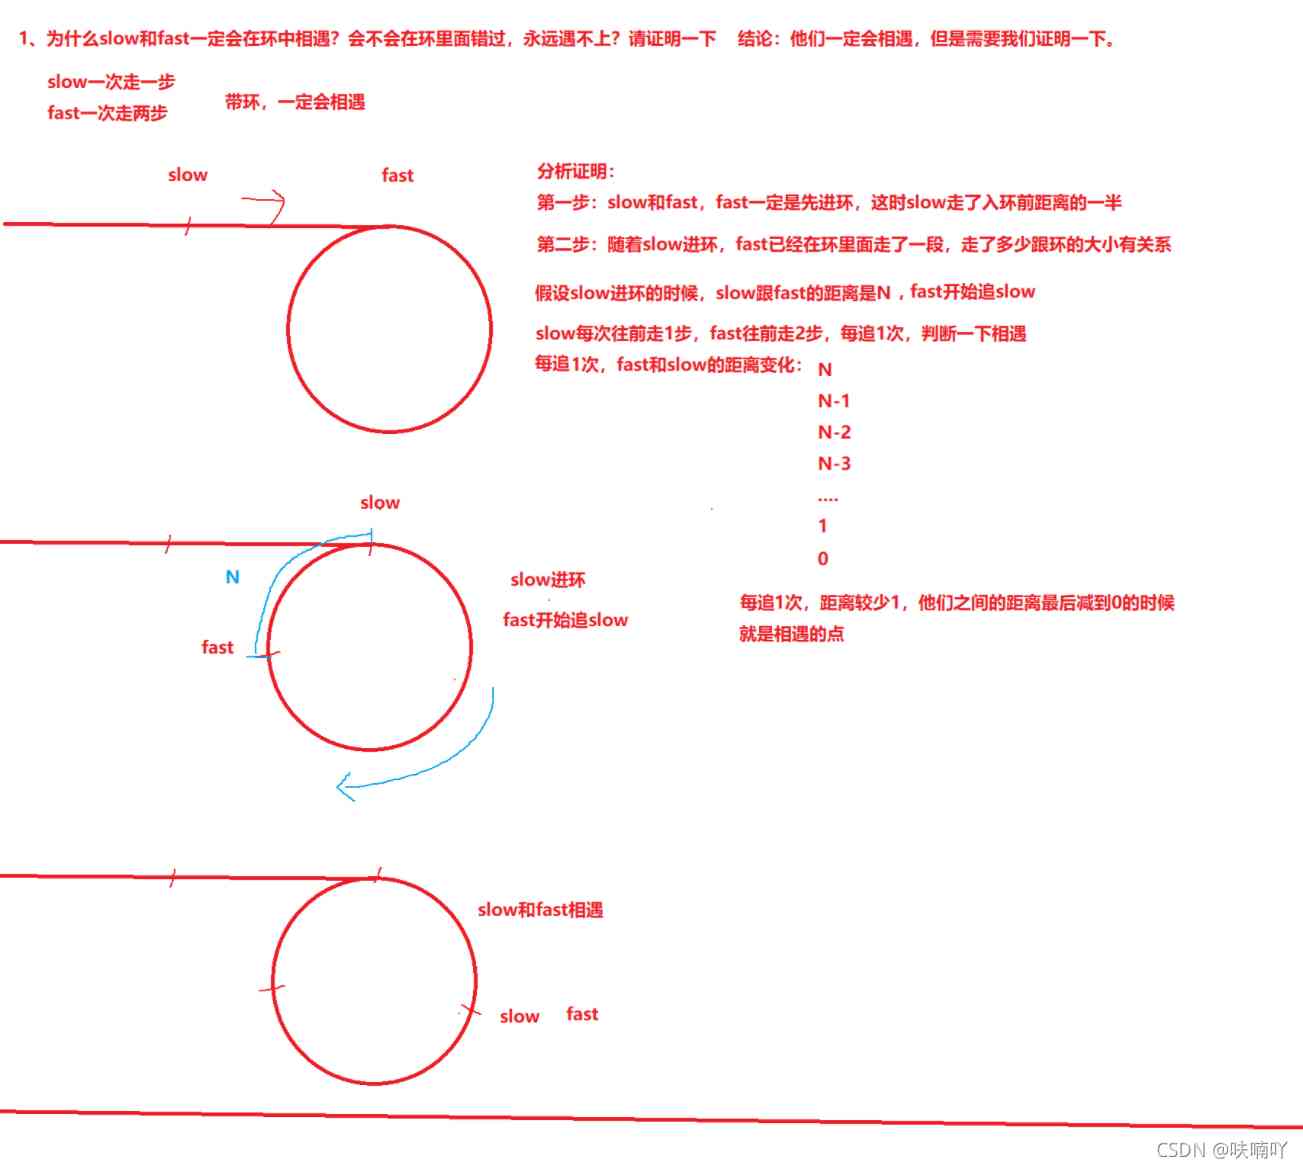 1、为什么slow和fast一定会在环中相遇？会不会在环里面错过，永远遇不上？请证明一下 结论：他们一定会相遇，但是需要我们证明一下。
slow一次走一步
fast一次走两步
带环，一定会相遇
slow
fast
分析证明：
第一步：slow和fast，fast一定是先进环，这时slow走了入环前距离的一半
第二步：随着slow进环，fast已经在环里面走了一段，走了多少跟环的大小有关系
假设slow进环的时候，slow跟fast的距离是N , fast开始追slow
slow每次往前走1步，fast往前走2步，每追1次，判断一下相遇
每追1次，fast和slow的距离变化：
N
N-1
N-2
N-3
....
1
0
每追1次，距离较少1，他们之间的距离最后减到0的时候
就是相遇的点
slow
N
fast
slow进环
fast开始追slow
slow和fast相遇
slow fast
CSDN @呋喃吖